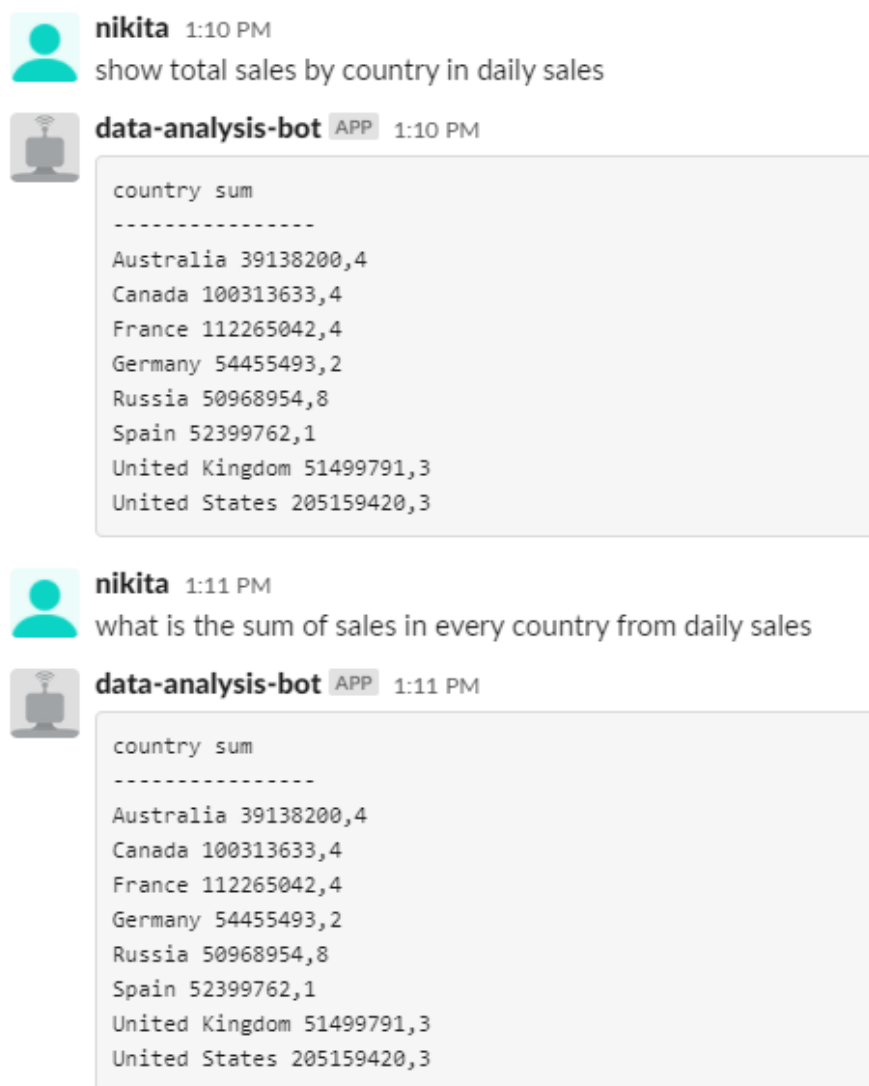 nikita 1:10 PM
show total sales by country in daily sales
data-analysis-bot APP 1:10 PM
country sum
----------------
Australia 39138200,4
Canada 100313633,4
France 112265042,4
Germany 54455493,2
Russia 50968954,8
Spain 52399762,1
United Kingdom 51499791,3
United States 205159420,3
nikita 1:11 PM
what is the sum of sales in every country from daily sales
data-analysis-bot APP 1:11 PM
country sum
----------------
Australia 39138200,4
Canada 100313633,4
France 112265042,4
Germany 54455493,2
Russia 50968954,8
Spain 52399762,1
United Kingdom 51499791,3
United States 205159420,3